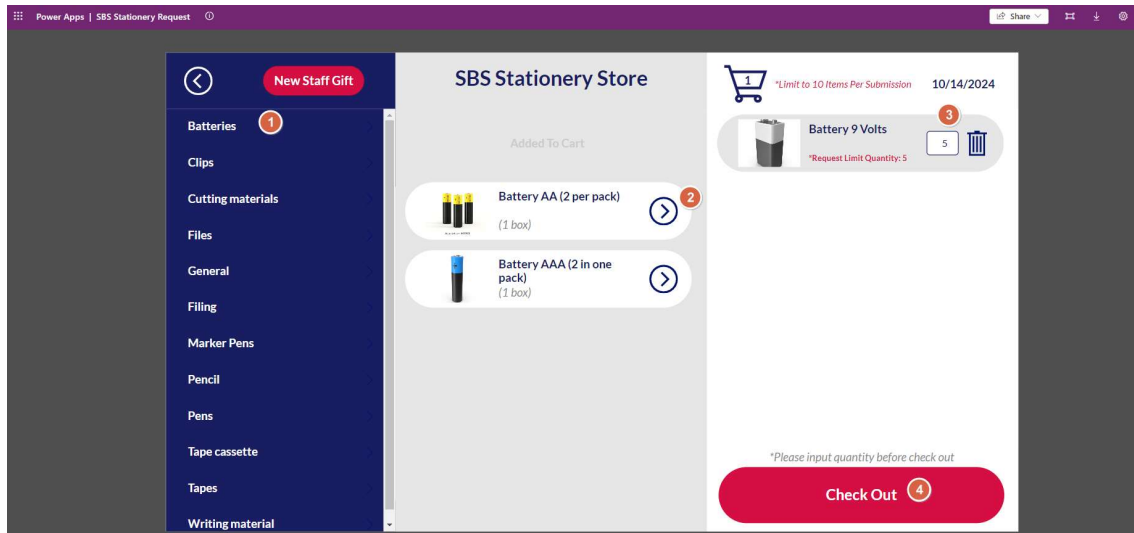 Power Apps | SBS Stationery Request
Share
New Staff Gift
Batteries
1
Clips
Cutting materials
Files
General
Filing
Marker Pens
Pencil
Pens
Tape cassette
Tapes
Writing material
SBS Stationery Store
Added To Cart
Battery AA (2 per pack)
2
(1 box)
Battery AAA (2 in one
pack)
(1 box)
1
*Limit to 10 Items Per Submission
10/14/2024
3
Battery 9 Volts
5
*Request Limit Quantity: 5
*Please input quantity before check out
Check Out
4